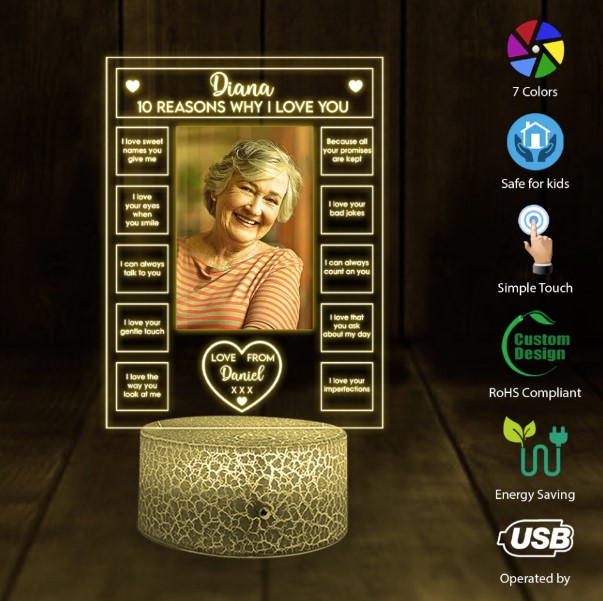 Diana
10 REASONS WHY I LOVE YOU
I love sweet
names you
give me
I love
your eyes
when
you smile
I can always
talk to you
I love your
gentle touch
I love the
way you
look at me
Because all
your promises
are kept
I love your
bad jokes
I can always
count on you
I love that
you ask
about my day
I love your
imperfections
LOVE FROM
Daniel
XXX
7 Colors
Safe for kids
Simple Touch
Custom
Design
RoHS Compliant
Energy Saving
USB
Operated by